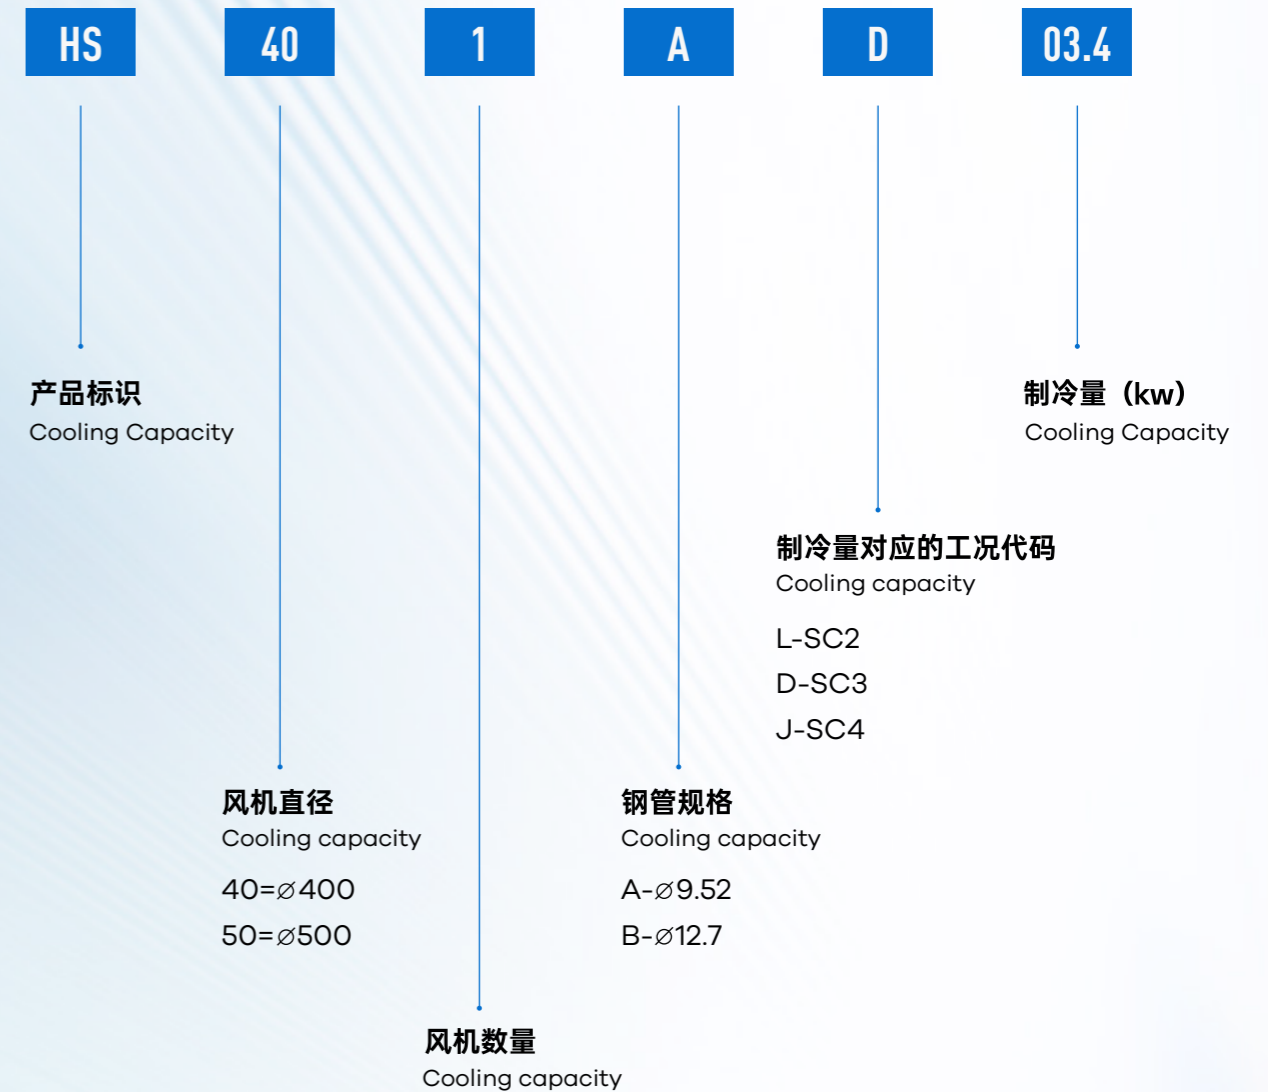 HS 40 1 A D 03.4
产品标识
Cooling Capacity
制冷量（kw）
Cooling Capacity
制冷量对应的工况代码
Cooling capacity
L-SC2
D-SC3
J-SC4
风机直径
Cooling capacity
40=⌀400
50=⌀500
钢管规格
Cooling capacity
A-⌀9.52
B-⌀12.7
风机数量
Cooling capacity